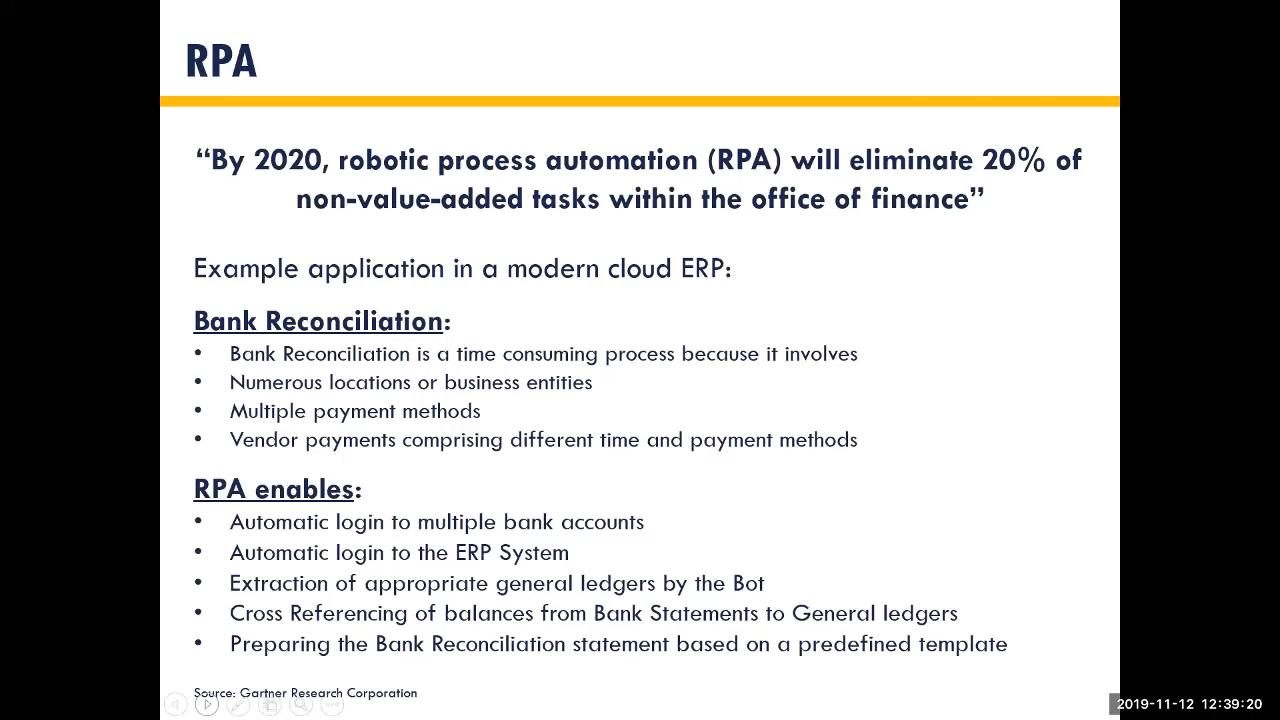 RPA
“By 2020, robotic process automation (RPA) will eliminate 20% of
non-value-added tasks within the office of finance”
Example application in a modern cloud ERP:
Bank Reconciliation:
• Bank Reconciliation is a time consuming process because it involves
• Numerous locations or business entities
• Multiple payment methods
• Vendor payments comprising different time and payment methods
RPA enables:
• Automatic login to multiple bank accounts
• Automatic login to the ERP System
• Extraction of appropriate general ledgers by the Bot
• Cross Referencing of balances from Bank Statements to General ledgers
• Preparing the Bank Reconciliation statement based on a predefined template
Source: Gartner Research Corporation
2019-11-12 12:39:20